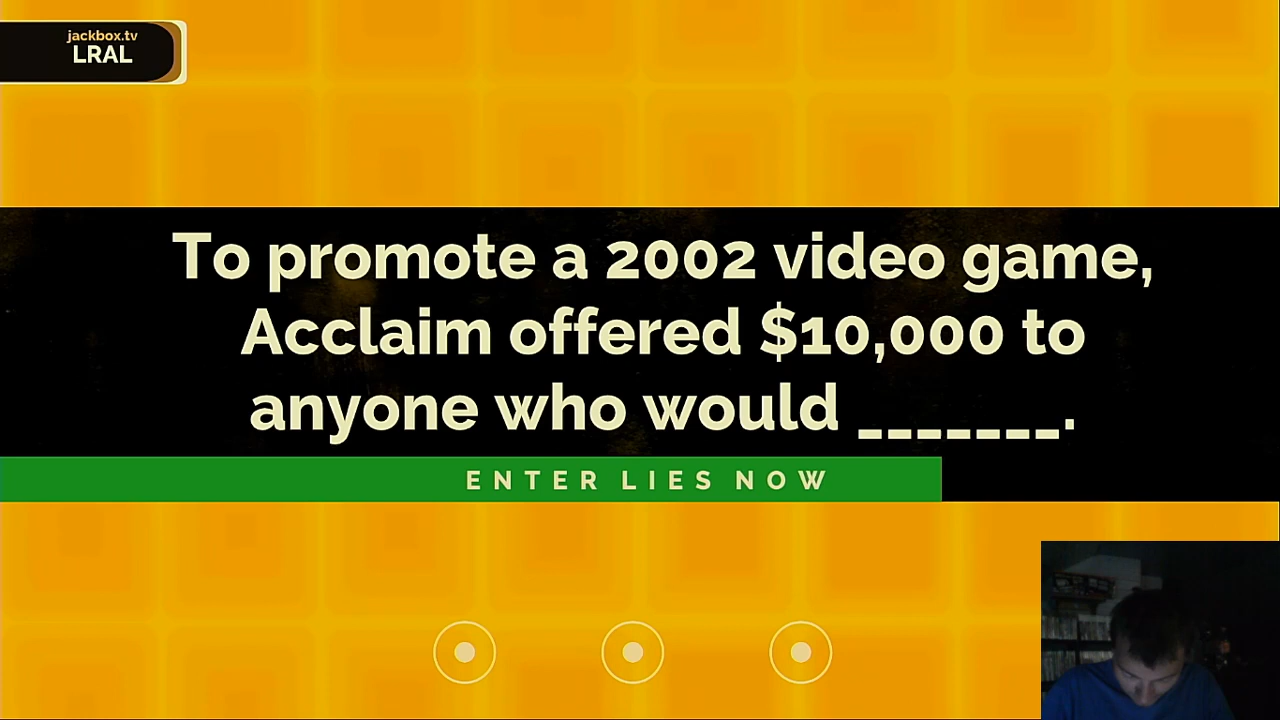 jackbox.tv
LRAL
To promote a 2002 video game,
Acclaim offered $10,000 to
anyone who would _______.
ENTER LIES NOW